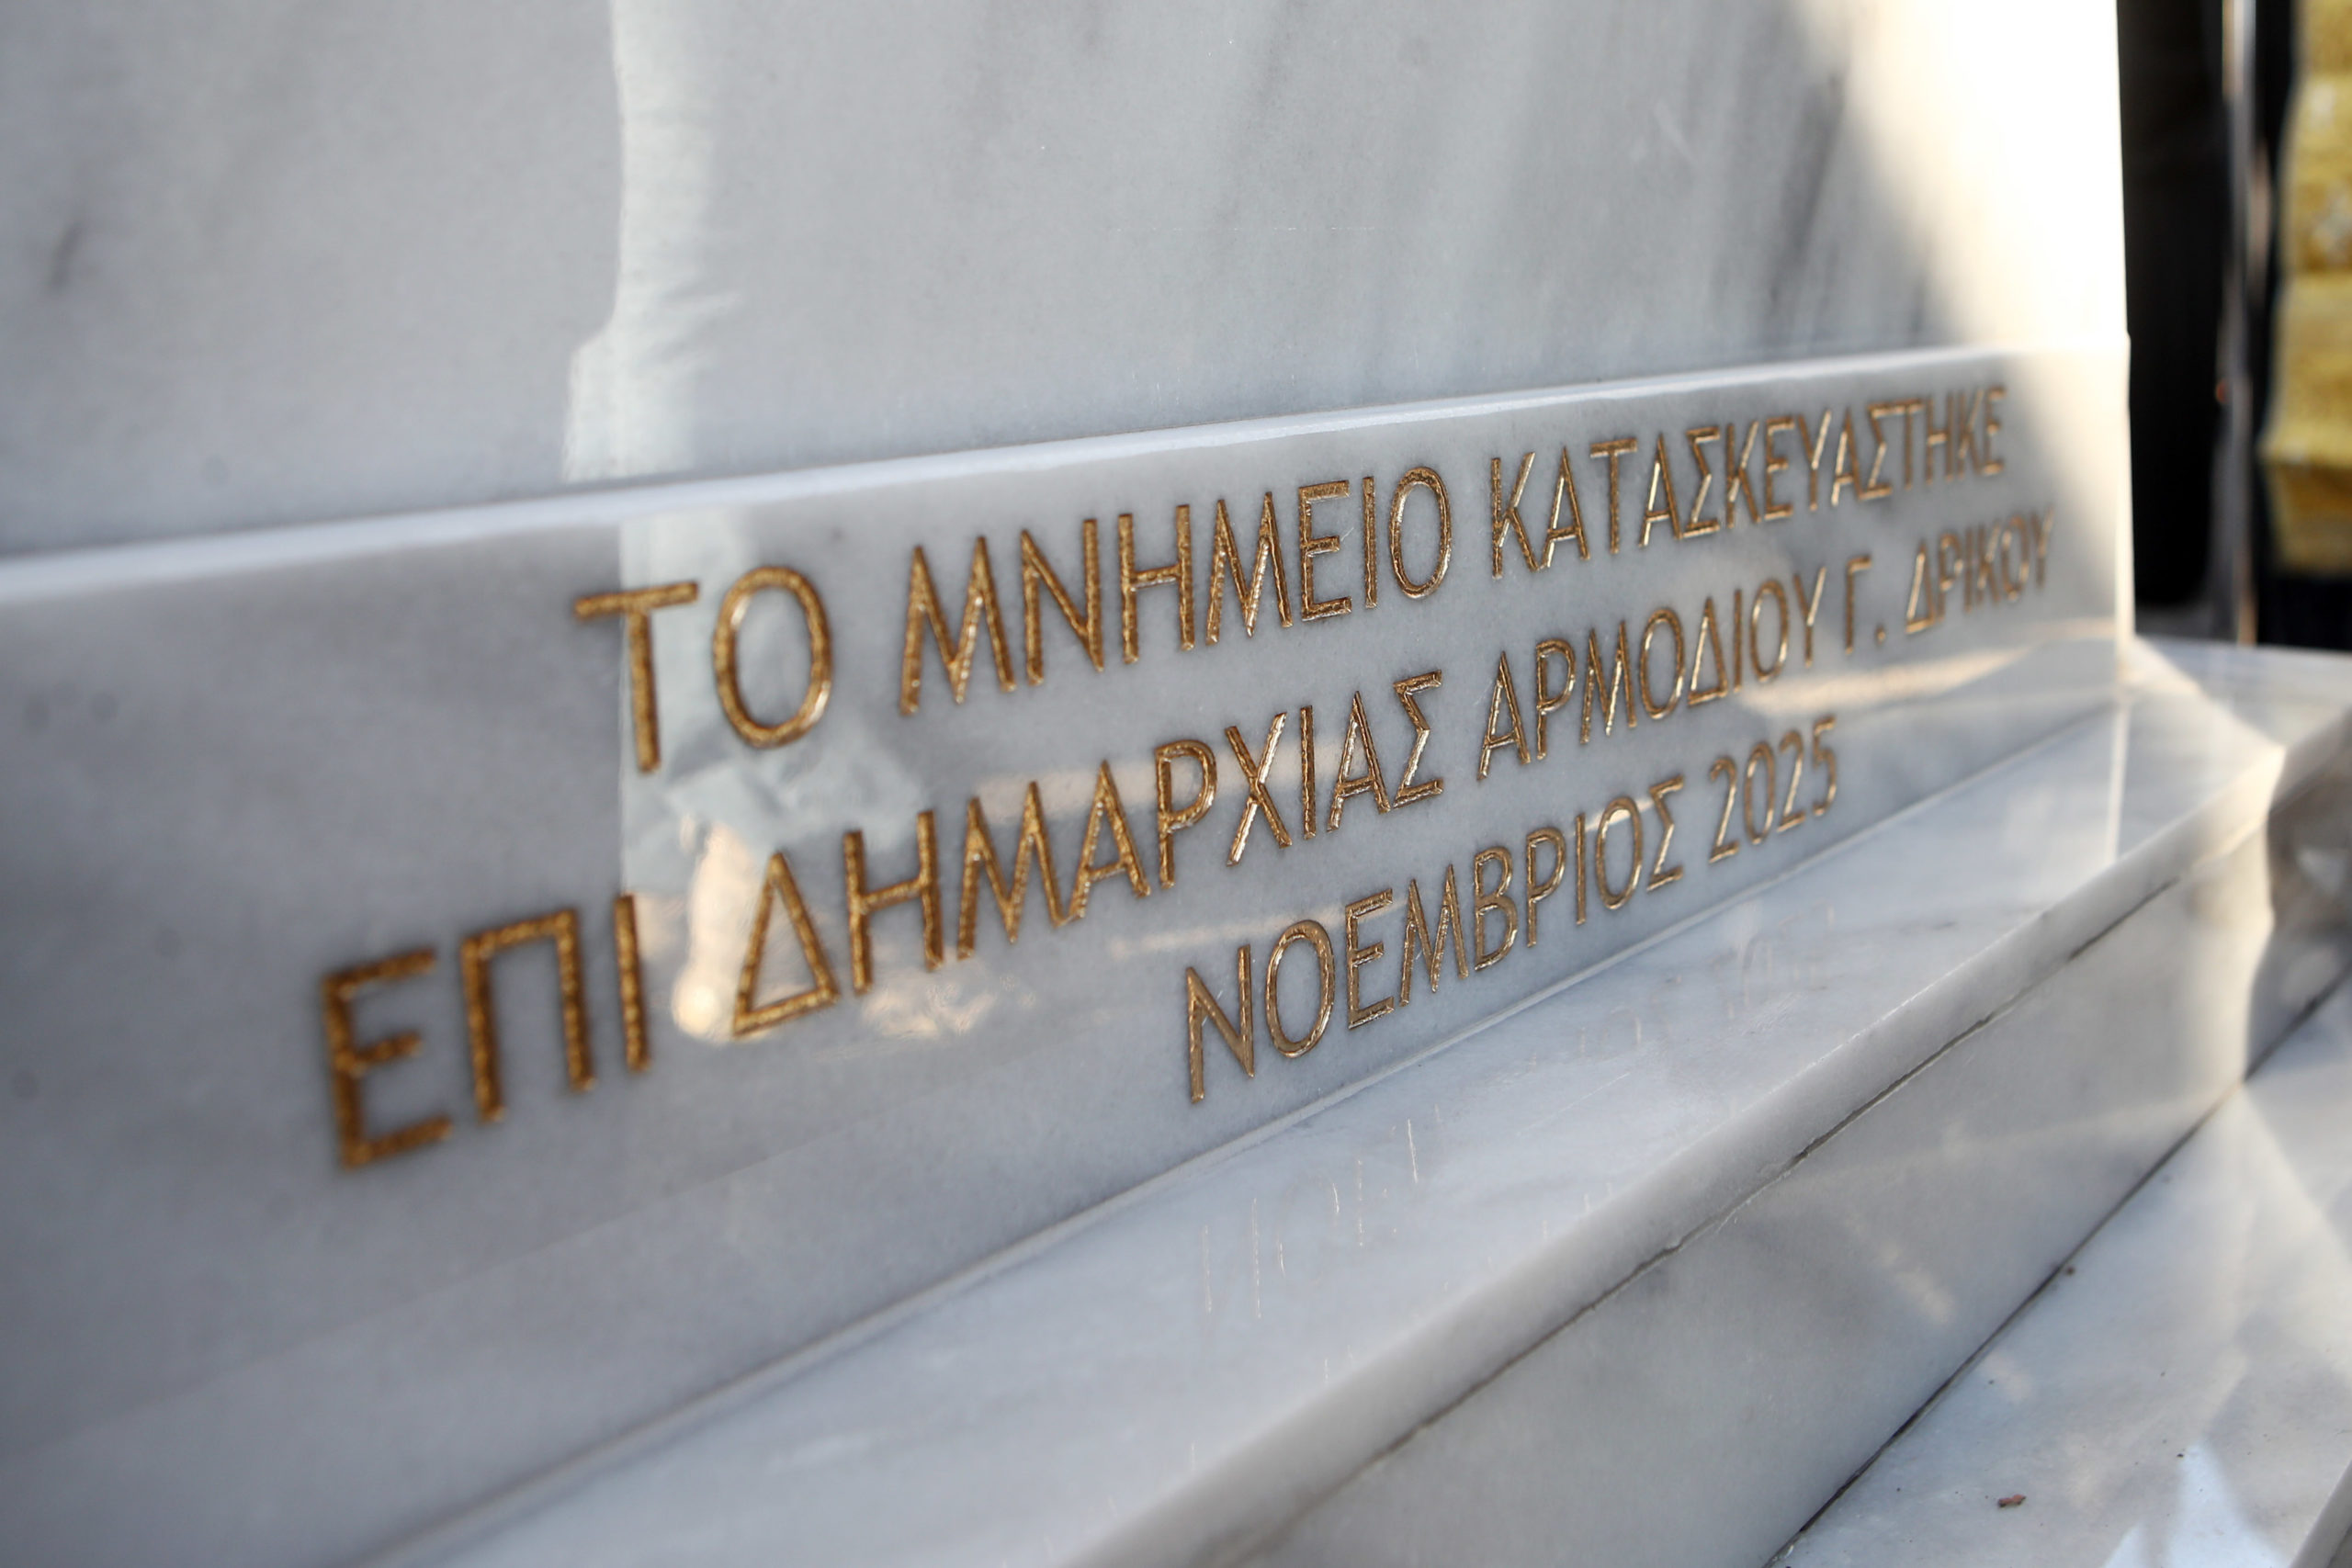 ΤΟ ΜΝΗΜΕΙΟ ΚΑΤΑΣΚΕΥΑΣΤΗΚΕ
ΕΠΙ ΔΗΜΑΡΧΙΑΣ ΑΡΜΟΔΙΟΥ Γ. ΔΡΙΚΟΥ
ΝΟΕΜΒΡΙΟΣ 2025